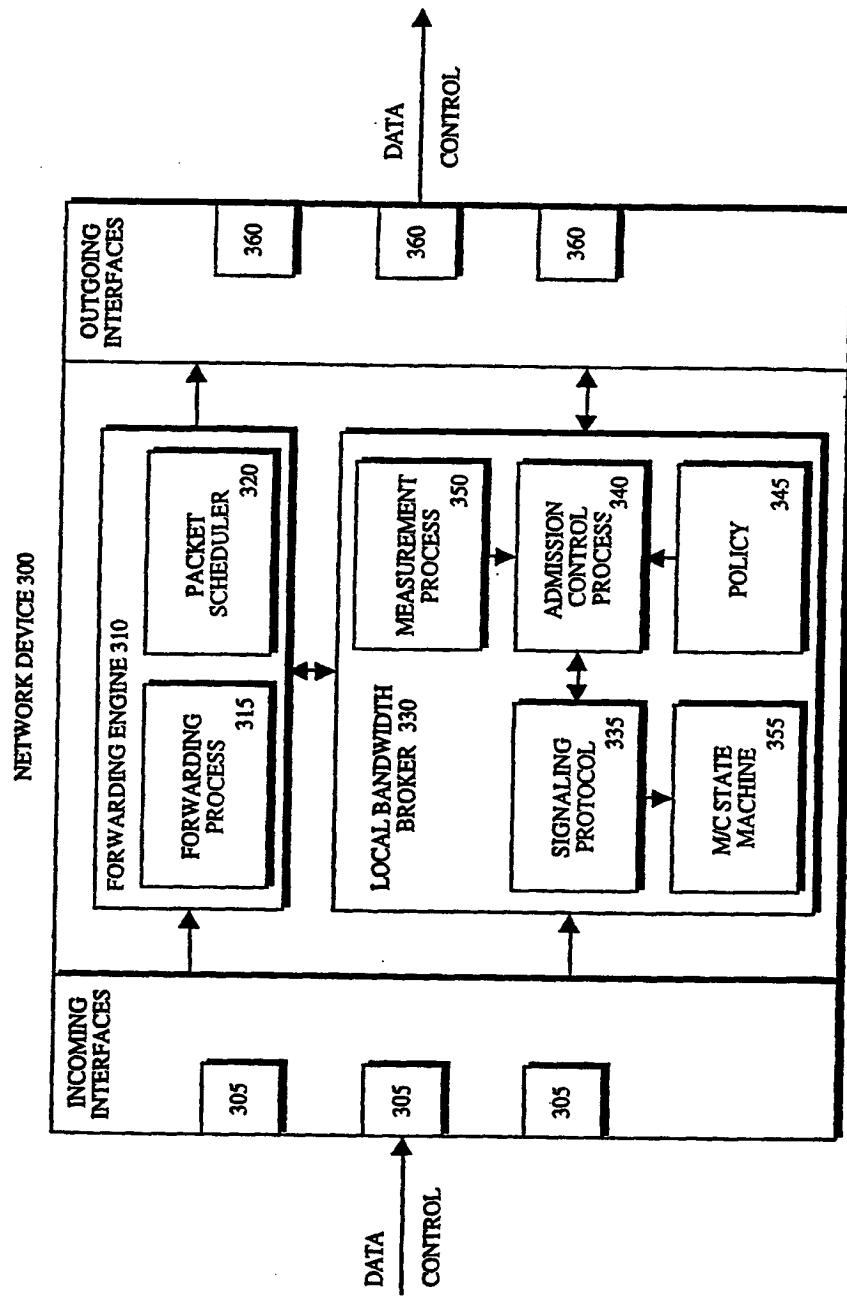 NETWORK DEVICE 300
INCOMING
INTERFACES
305
305
305
DATA
CONTROL
FORWARDING ENGINE 310
FORWARDING
PROCESS
315
PACKET
SCHEDULER
320
LOCAL BANDWIDTH
BROKER 330
MEASUREMENT
PROCESS
350
SIGNALING
PROTOCOL
335
ADMISSION
CONTROL
PROCESS
340
M/C STATE
MACHINE
355
POLICY
345
OUTGOING
INTERFACES
360
360
360
DATA
CONTROL